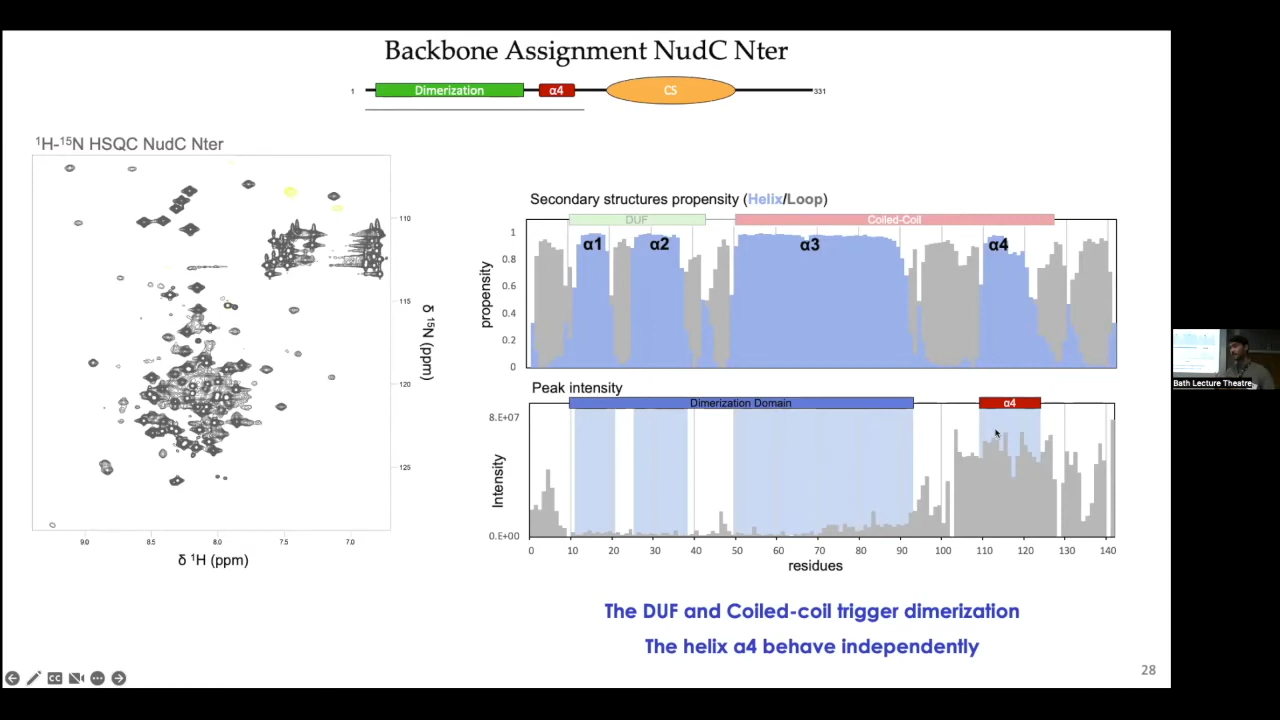 Backbone Assignment NudC Nter
1 Dimerization α4 CS 331
¹H-¹⁵N HSQC NudC Nter
110
115
120
125
δ ¹⁵N (ppm)
9.0 8.5 8.0 7.5 7.0
δ ¹H (ppm)
Secondary structures propensity (Helix/Loop)
DUF Coiled-Coil
α1 α2 α3 α4
1
0.8
0.6
0.4
0.2
0
propensity
Peak intensity
Dimerization Domain α4
8.E+07
Intensity
0.E+00
0 10 20 30 40 50 60 70 80 90 100 110 120 130 140
residues
The DUF and Coiled-coil trigger dimerization
The helix α4 behave independently
28
CC
Bath Lecture Theatre